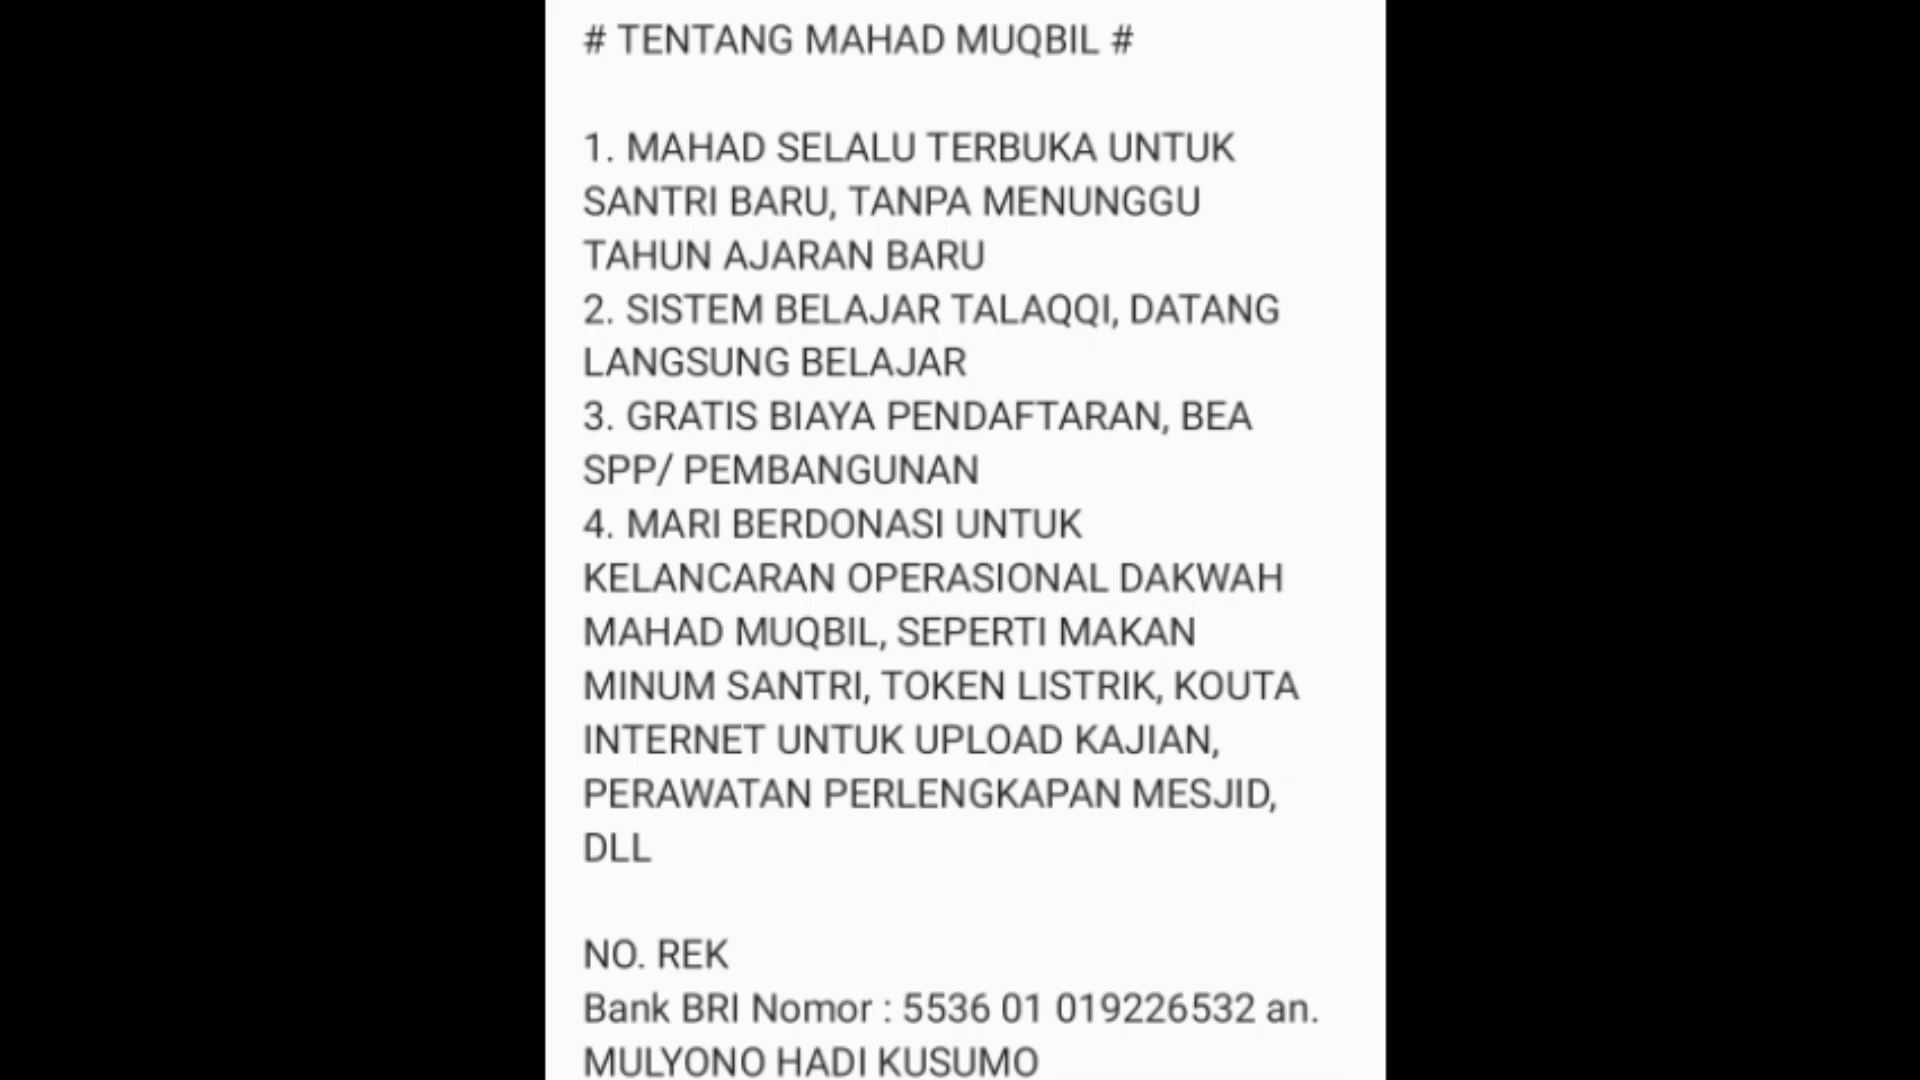 # TENTANG MAHAD MUQBIL #
1. MAHAD SELALU TERBUKA UNTUK
SANTRI BARU, TANPA MENUNGGU
TAHUN AJARAN BARU
2. SISTEM BELAJAR TALAQQI, DATANG
LANGSUNG BELAJAR
3. GRATIS BIAYA PENDAFTARAN, BEA
SPP/ PEMBANGUNAN
4. MARI BERDONASI UNTUK
KELANCARAN OPERASIONAL DAKWAH
MAHAD MUQBIL, SEPERTI MAKAN
MINUM SANTRI, TOKEN LISTRIK, KOUTA
INTERNET UNTUK UPLOAD KAJIAN,
PERAWATAN PERLENGKAPAN MESJID,
DLL
NO. REK
Bank BRI Nomor : 5536 01 019226532 an.
MULYONO HADI KUSUMO